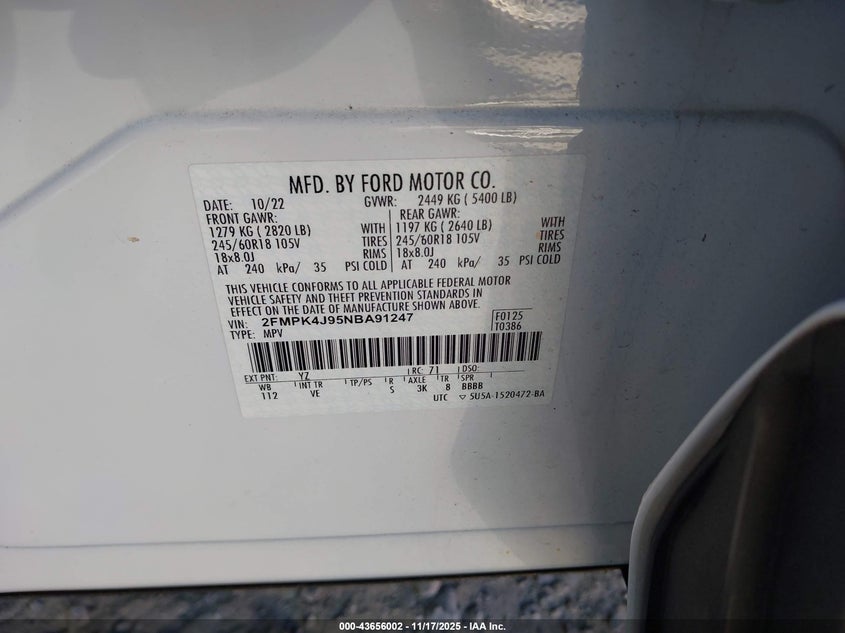 MFD. BY FORD MOTOR CO.
DATE: 10/22 GVWR: 2449 KG ( 5400 LB)
FRONT GAWR: REAR GAWR:
1279 KG ( 2820 LB) WITH 1197 KG ( 2640 LB) WITH
245/60R18 105V TIRES 245/60R18 105V TIRES
18x8.0J RIMS 18x8.0J RIMS
AT 240 kPa/ 35 PSI COLD AT 240 kPa/ 35 PSI COLD
THIS VEHICLE CONFORMS TO ALL APPLICABLE FEDERAL MOTOR
VEHICLE SAFETY AND THEFT PREVENTION STANDARDS IN
EFFECT ON THE DATE OF MANUFACTURE SHOWN ABOVE.
VIN: 2FMPK4J95NBA91247 F0125
TYPE: MPV T0386
EXT PNT: YZ RC: 71 DSO:
WB INT TR TP/PS R AXLE TR SPR
112 VE S 3K 8 BBBB
UTC ▽ 5U5A-1520472-BA
000-43656002 - 11/17/2025 - IAA Inc.